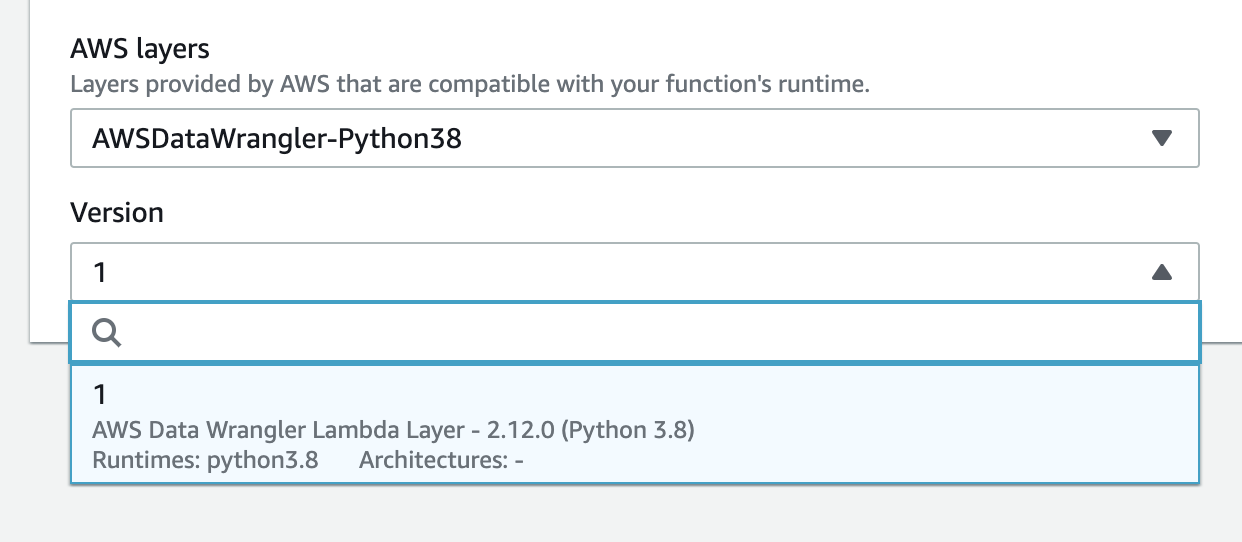 AWS layers
Layers provided by AWS that are compatible with your function's runtime.
AWSDataWrangler-Python38
Version
1
1
AWS Data Wrangler Lambda Layer - 2.12.0 (Python 3.8)
Runtimes: python3.8 Architectures: -